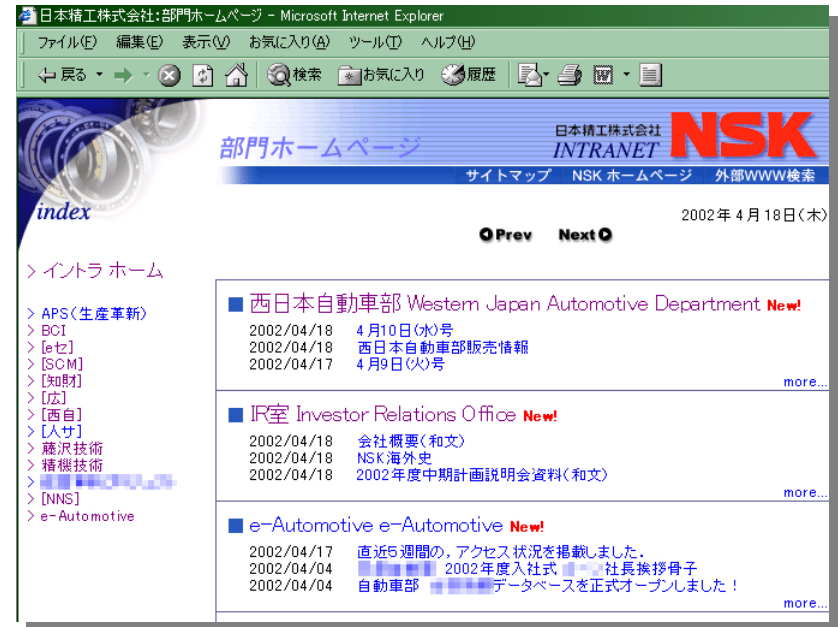 日本精工株式会社:部門ホームページ - Microsoft Internet Explorer
ファイル(F) 編集(E) 表示(V) お気に入り(A) ツール(T) ヘルプ(H)
戻る 検索 お気に入り 履歴
部門ホームページ
日本精工株式会社
INTRANET
NSK
サイトマップ NSK ホームページ 外部WWW検索
index
2002年 4月18日(木)
Prev Next
> イントラ ホーム
> APS(生産革新)
> BCI
> [eセ]
> [SCM]
> [知財]
> [広]
> [西自]
> [人サ]
> 藤沢技術
> 精機技術
>
> [NNS]
> e-Automotive
西日本自動車部 Western Japan Automotive Department New!
2002/04/18 4月10日(水)号
2002/04/18 西日本自動車部販売情報
2002/04/17 4月9日(火)号
more...
IR室 Investor Relations Office New!
2002/04/18 会社概要(和文)
2002/04/18 NSK海外史
2002/04/18 2002年度中期計画説明会資料(和文)
more...
e-Automotive e-Automotive New!
2002/04/17 直近5週間の,アクセス状況を掲載しました.
2002/04/04 2002年度入社式 社長挨拶骨子
2002/04/04 自動車部 データベースを正式オープンしました!
more...